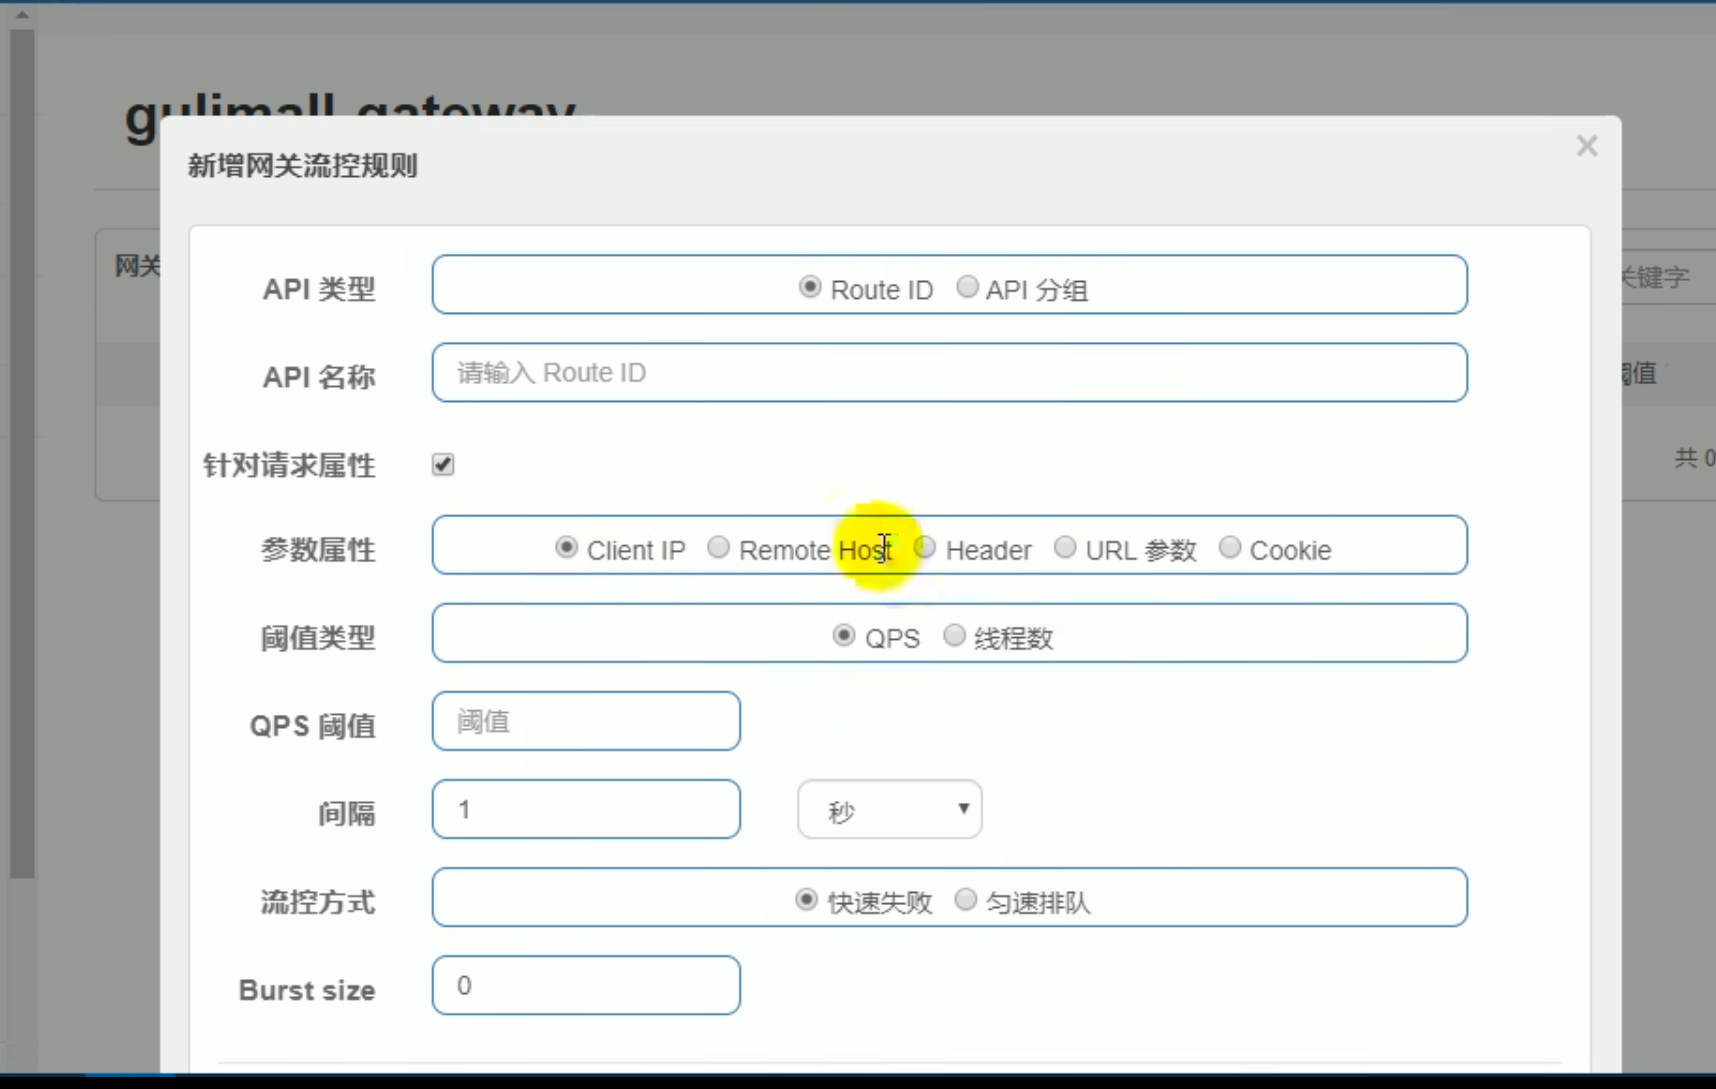 gulimall-gateway
新增网关流控规则
×
网关
关键字
API 类型 Route ID API 分组
API 名称 请输入 Route ID
阈值
针对请求属性
共 0
参数属性 Client IP Remote Host Header URL 参数 Cookie
阈值类型 QPS 线程数
QPS 阈值 阈值
间隔 1 秒
流控方式 快速失败 匀速排队
Burst size 0